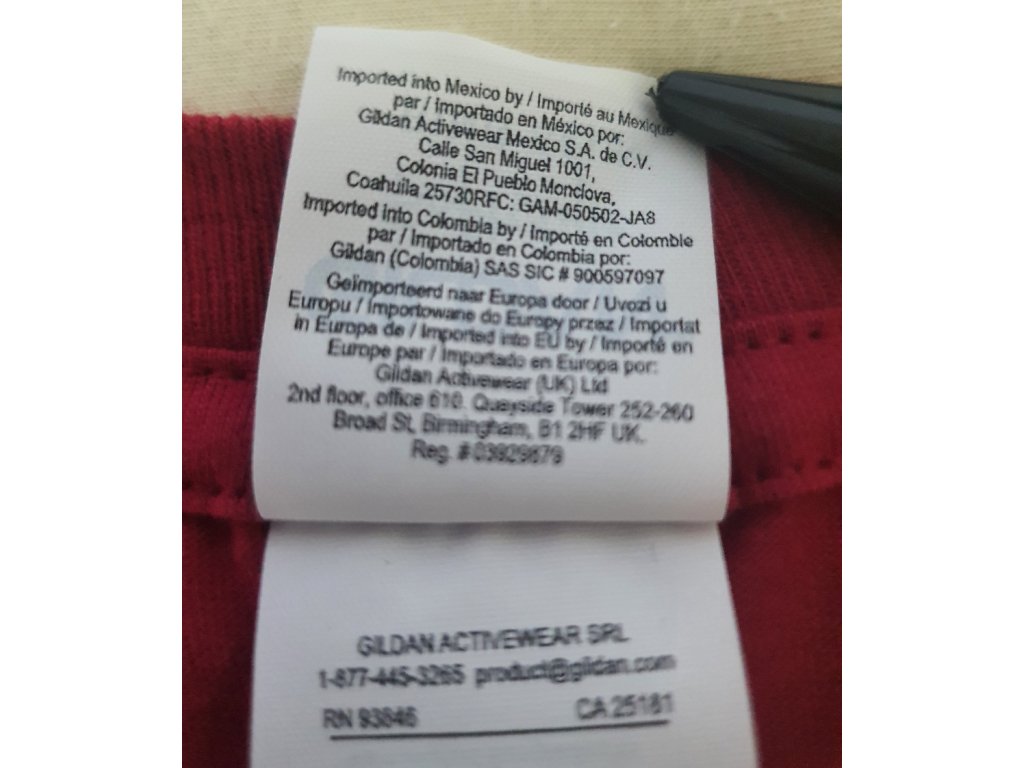 Imported into Mexico by / Importé au Mexique
par / Importado en México por:
Gildan Activewear Mexico S.A. de C.V.
Calle San Miguel 1001,
Colonia El Pueblo Monclova,
Coahuila 25730RFC: GAM-050502-JA8
Imported into Colombia by / Importé en Colombie
par / Importado en Colombia por:
Gildan (Colombia) SAS SIC # 900597097
Geïmporteerd naar Europa door / Uvozi u
Europu / Importowane do Europy przez / Importat
in Europa de / Imported into EU by / Importé en
Europe par / Importado en Europa por:
Gildan Activewear (UK) Ltd
2nd floor, office 610. Quayside Tower 252-260
Broad St, Birmingham, B1 2HF UK.
Reg. # 03929679
GILDAN ACTIVEWEAR SRL
1-877-445-3265 product@gildan.com
RN 93846 CA 25181